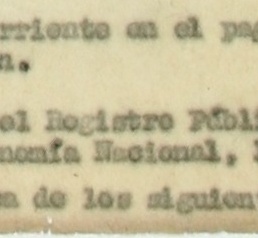 rriente en el pag
n.
el Registro Públi
nomía Nacional,
a de los siguien